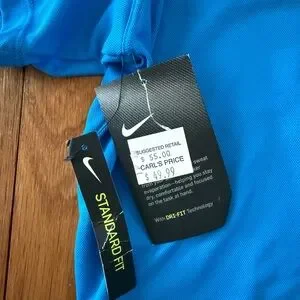 SUGGESTED RETAIL
$ 55.00
CARL'S PRICE
$ 49.99
sweat
evaporation—helping you stay
dry, comfortable and focused
on the task at hand.
With DRI-FIT Technology
STANDARD FIT